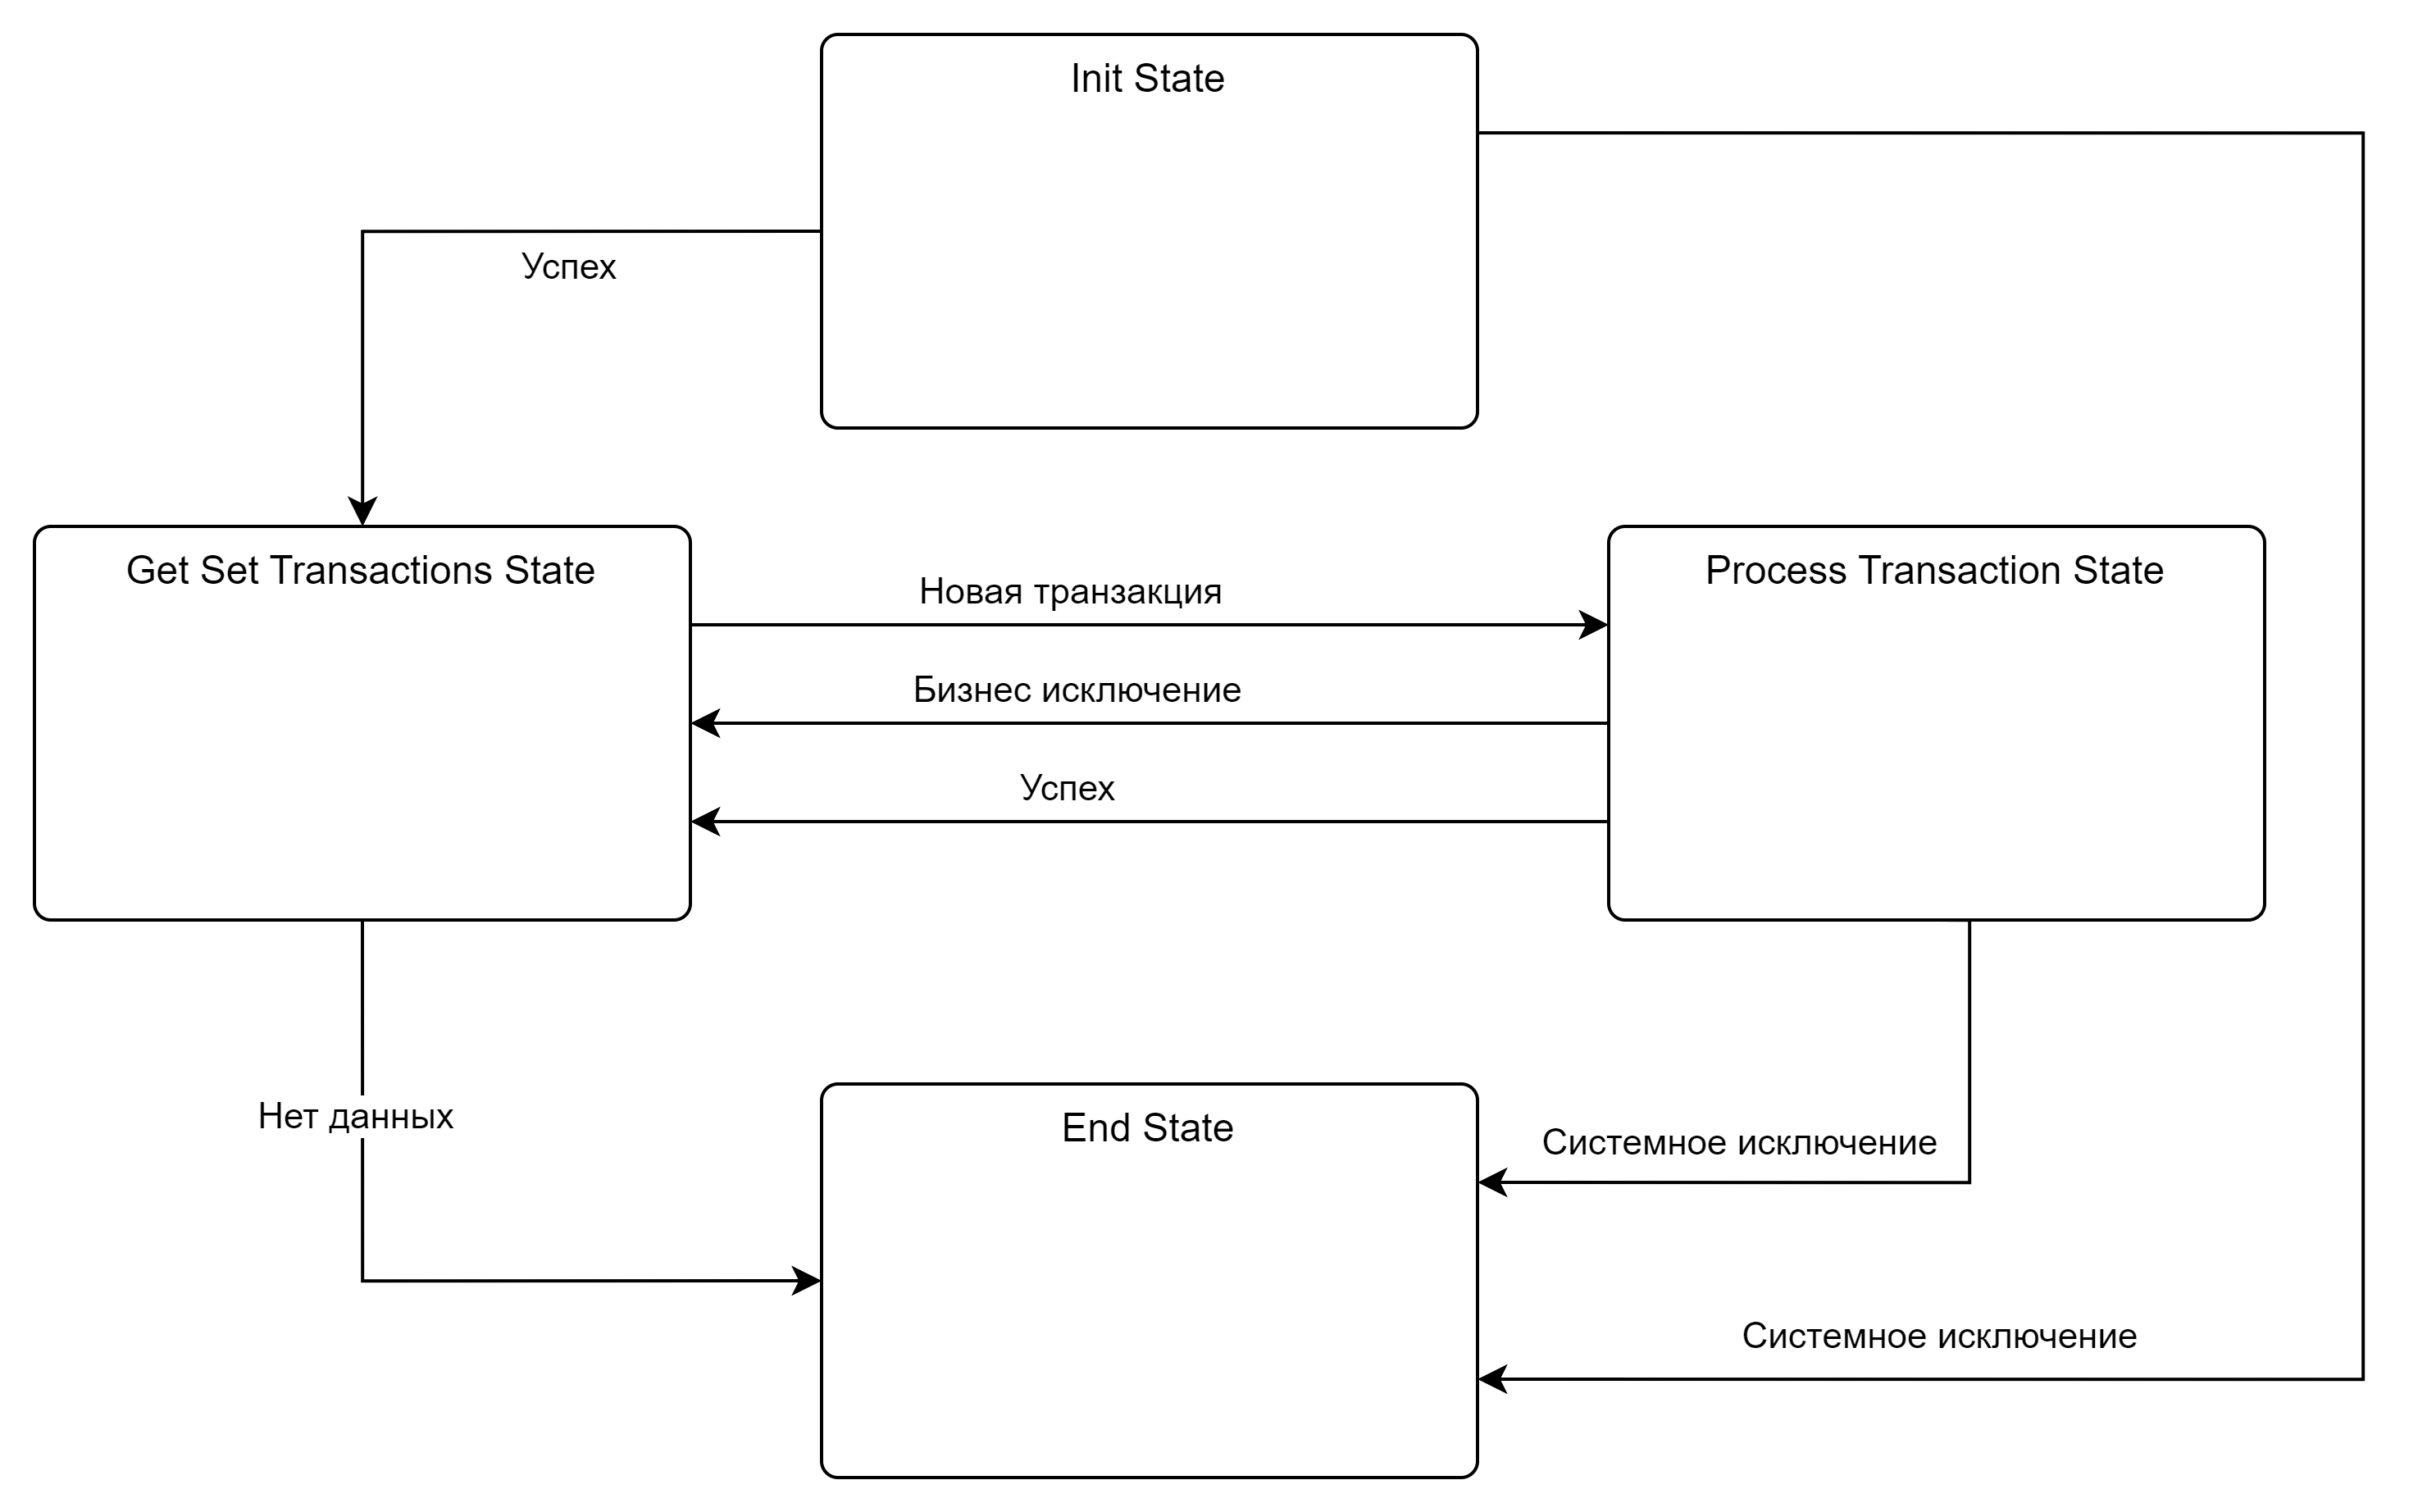 Init State
Успех
Get Set Transactions State
Process Transaction State
Новая транзакция
Бизнес исключение
Успех
Нет данных
End State
Системное исключение
Системное исключение